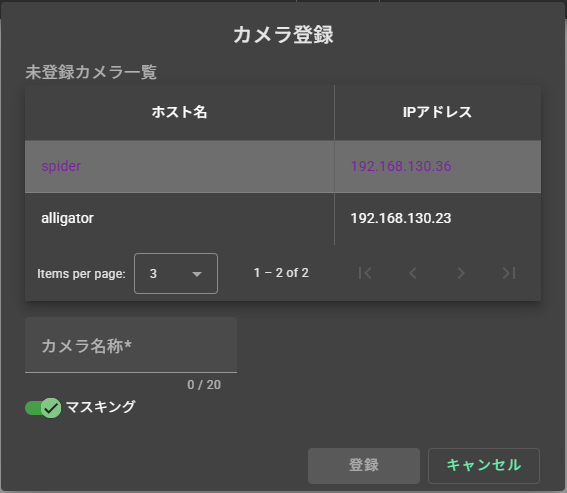 カメラ登録
未登録カメラ一覧
ホスト名 IPアドレス
spider 192.168.130.36
alligator 192.168.130.23
Items per page: 3 1 – 2 of 2
カメラ名称*
0 / 20
マスキング
登録 キャンセル